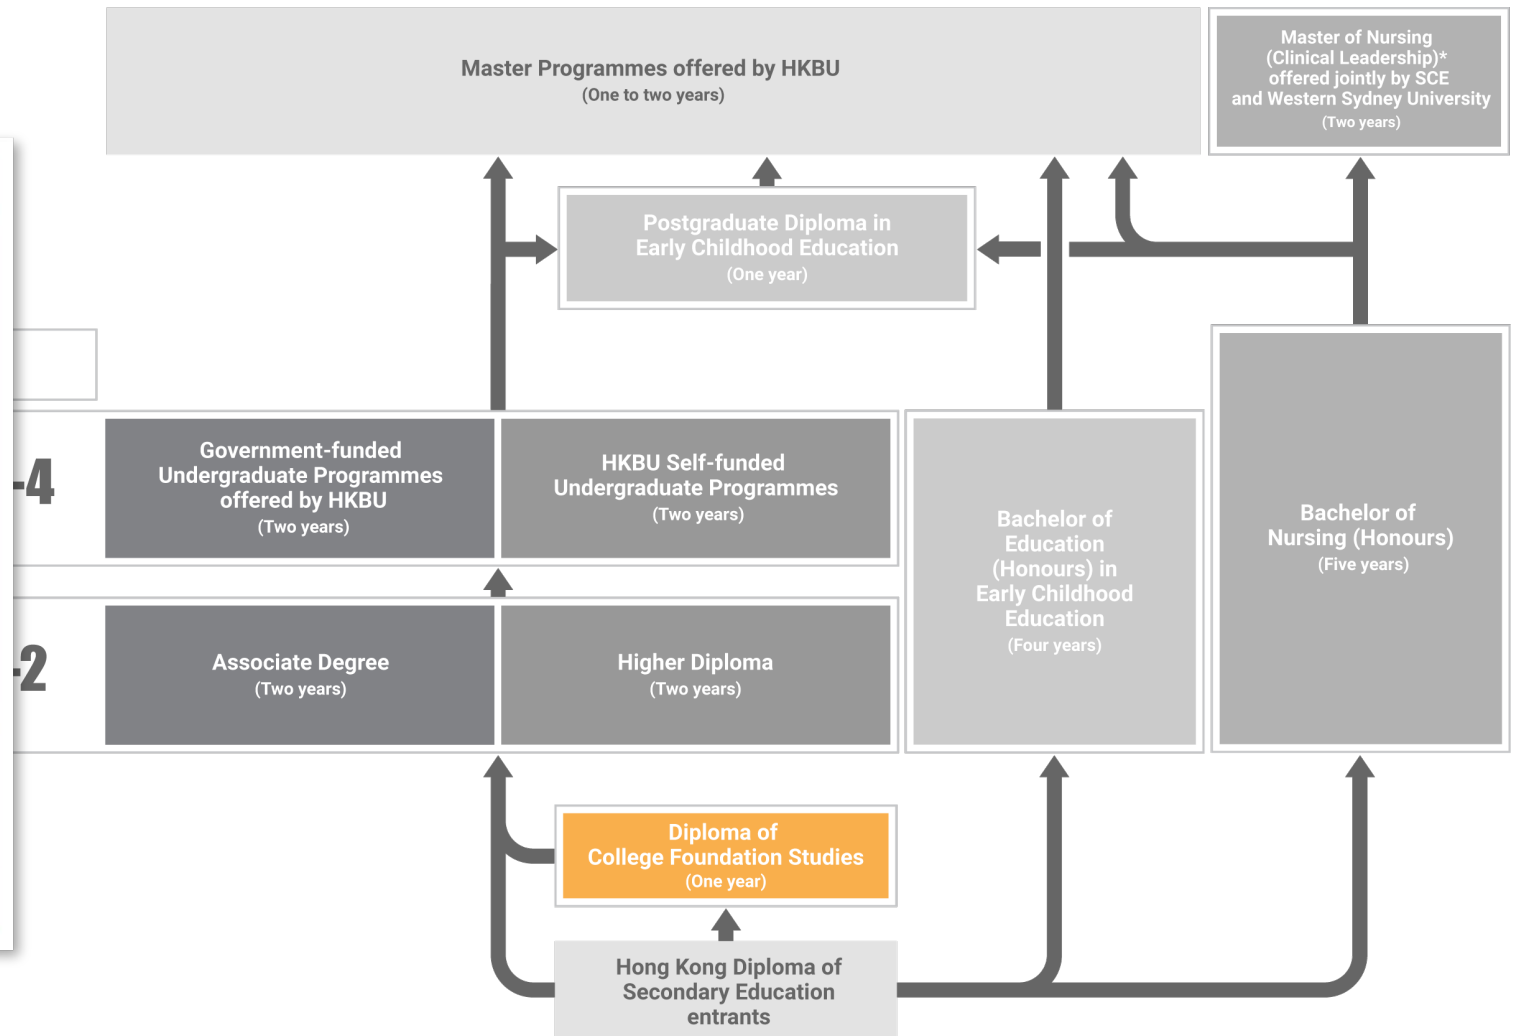 Master Programmes offered by HKBU
(One to two years)
Master of Nursing
(Clinical Leadership)*
offered jointly by SCE
and Western Sydney University
(Two years)
Postgraduate Diploma in
Early Childhood Education
(One year)
-4
Government-funded
Undergraduate Programmes
offered by HKBU
(Two years)
HKBU Self-funded
Undergraduate Programmes
(Two years)
Bachelor of
Education
(Honours) in
Early Childhood
Education
(Four years)
Bachelor of
Nursing (Honours)
(Five years)
-2
Associate Degree
(Two years)
Higher Diploma
(Two years)
Diploma of
College Foundation Studies
(One year)
Hong Kong Diploma of
Secondary Education
entrants